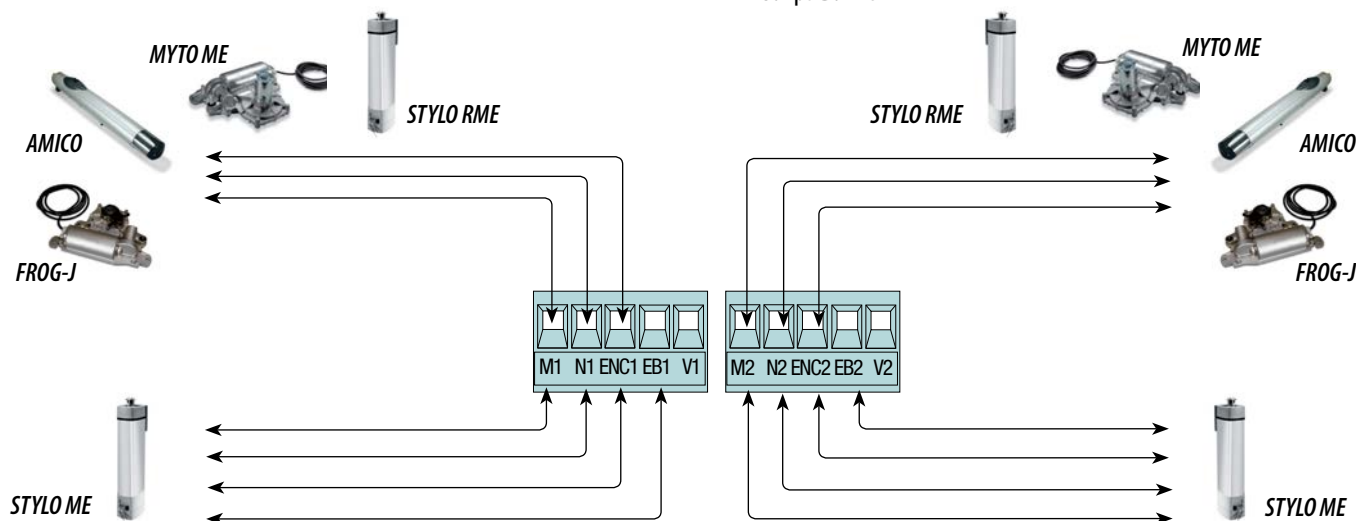 MYTO ME
STYLO RME
AMICO
FROG-J
STYLO RME
MYTO ME
AMICO
FROG-J
M1 N1 ENC1 EB1 V1
M2 N2 ENC2 EB2 V2
STYLO ME
STYLO ME